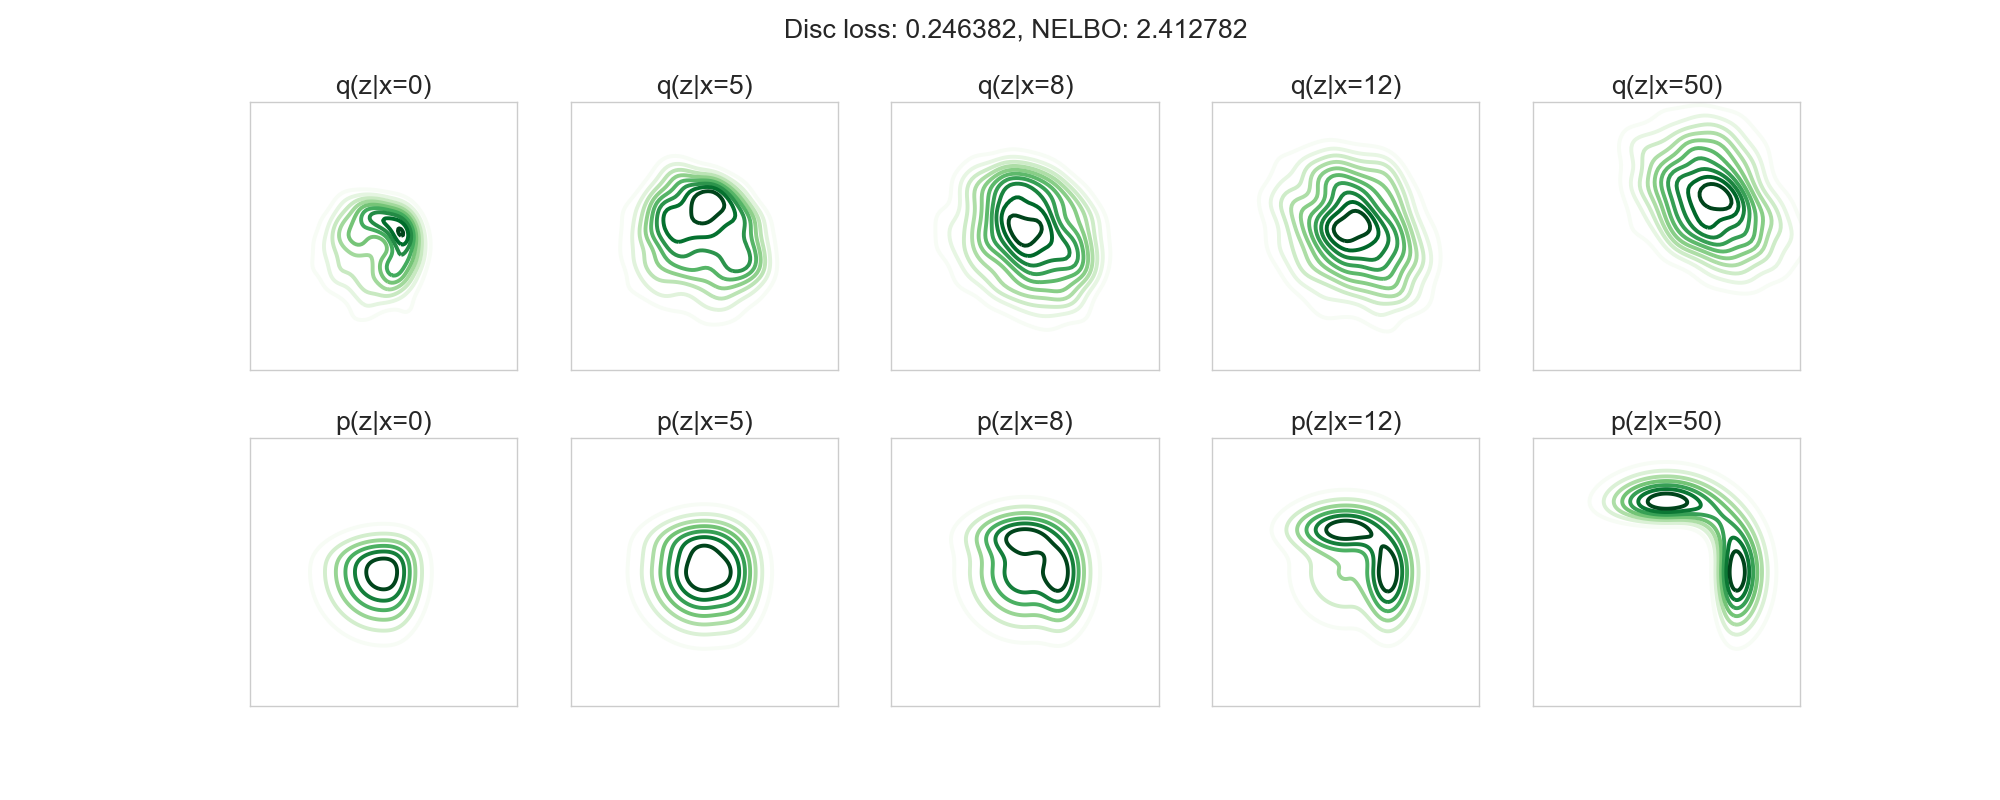 Disc loss: 0.246382, NELBO: 2.412782
q(z|x=0) q(z|x=5) q(z|x=8) q(z|x=12) q(z|x=50)
p(z|x=0) p(z|x=5) p(z|x=8) p(z|x=12) p(z|x=50)